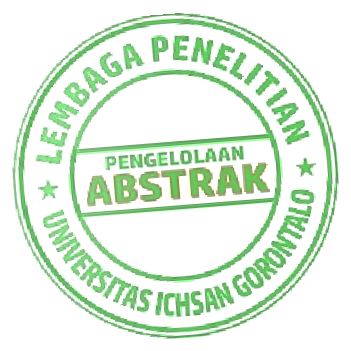 LEMBAGA PENELITIAN
PENGELOLAAN
ABSTRAK
UNIVERSITAS ICHSAN GORONTALO